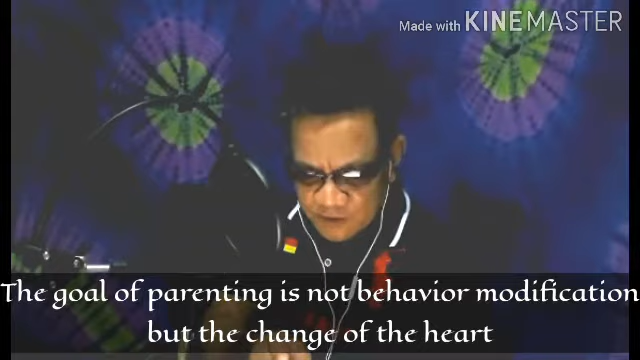 Made with KINEMASTER
The goal of parenting is not behavior modification
but the change of the heart